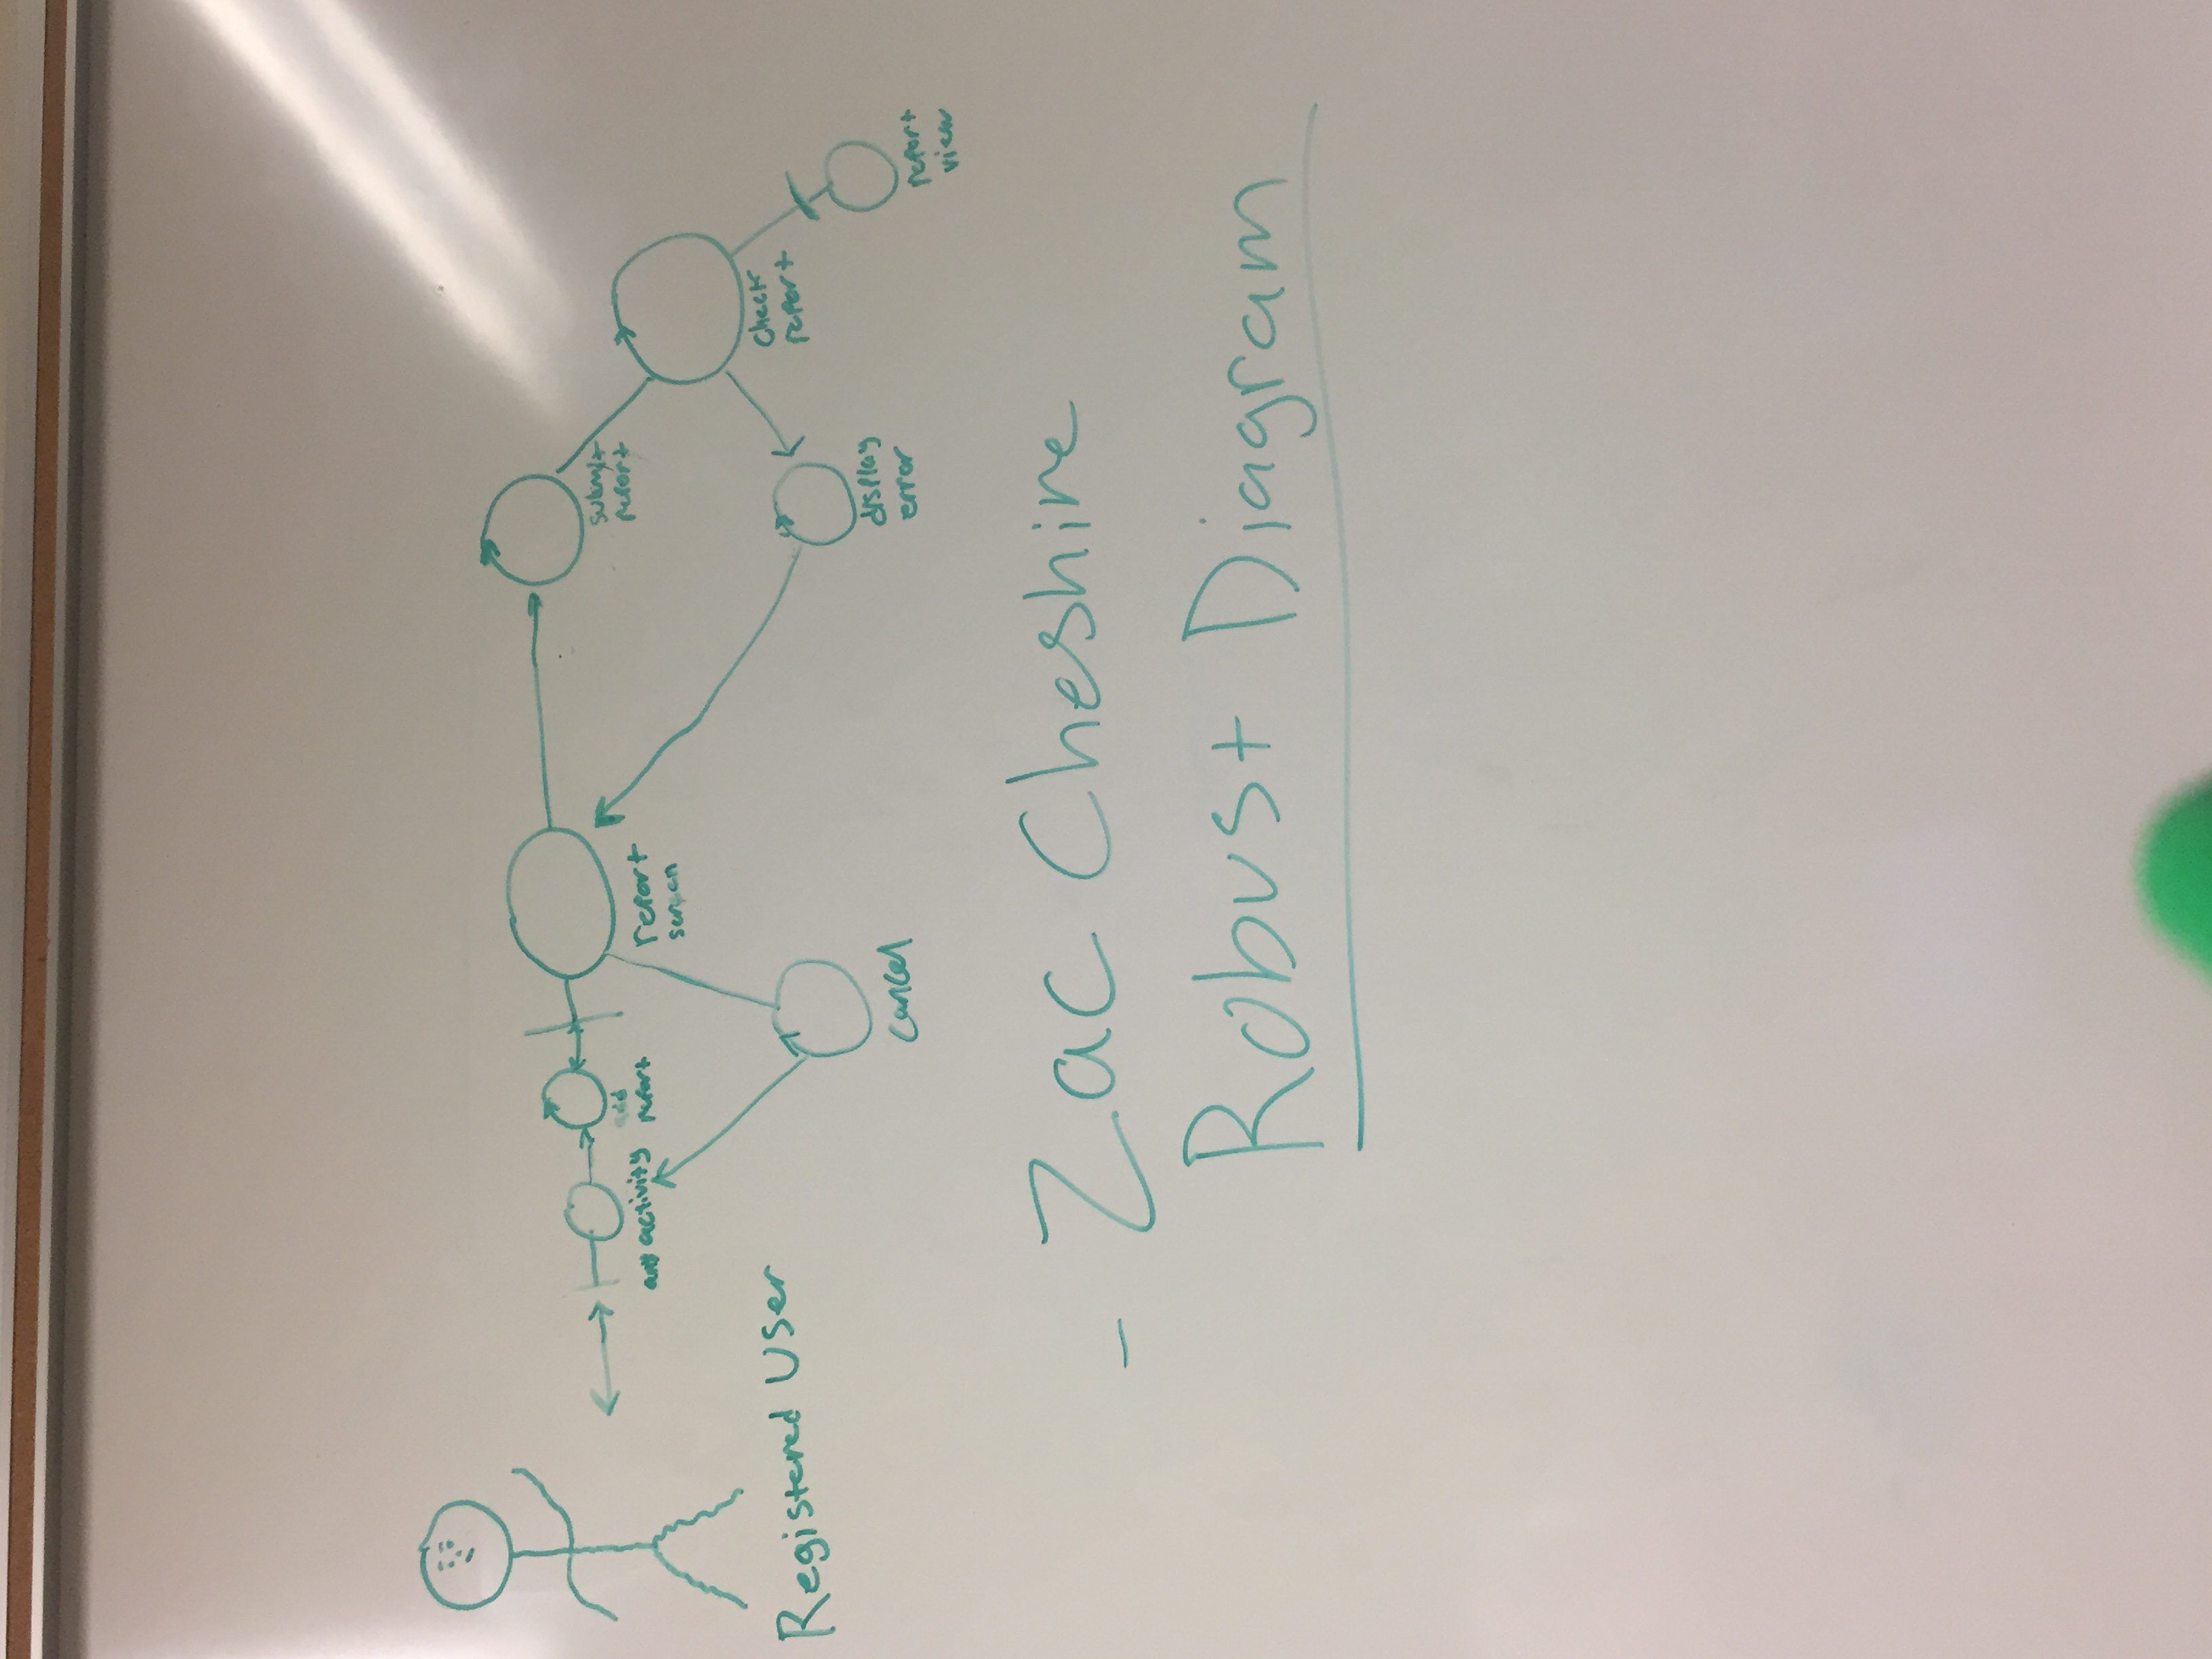 any activity
add
report
report
screen
submit
report
Registered User
check
report
cancel
display
error
report
view
- Zac Cheshire
Robust Diagram